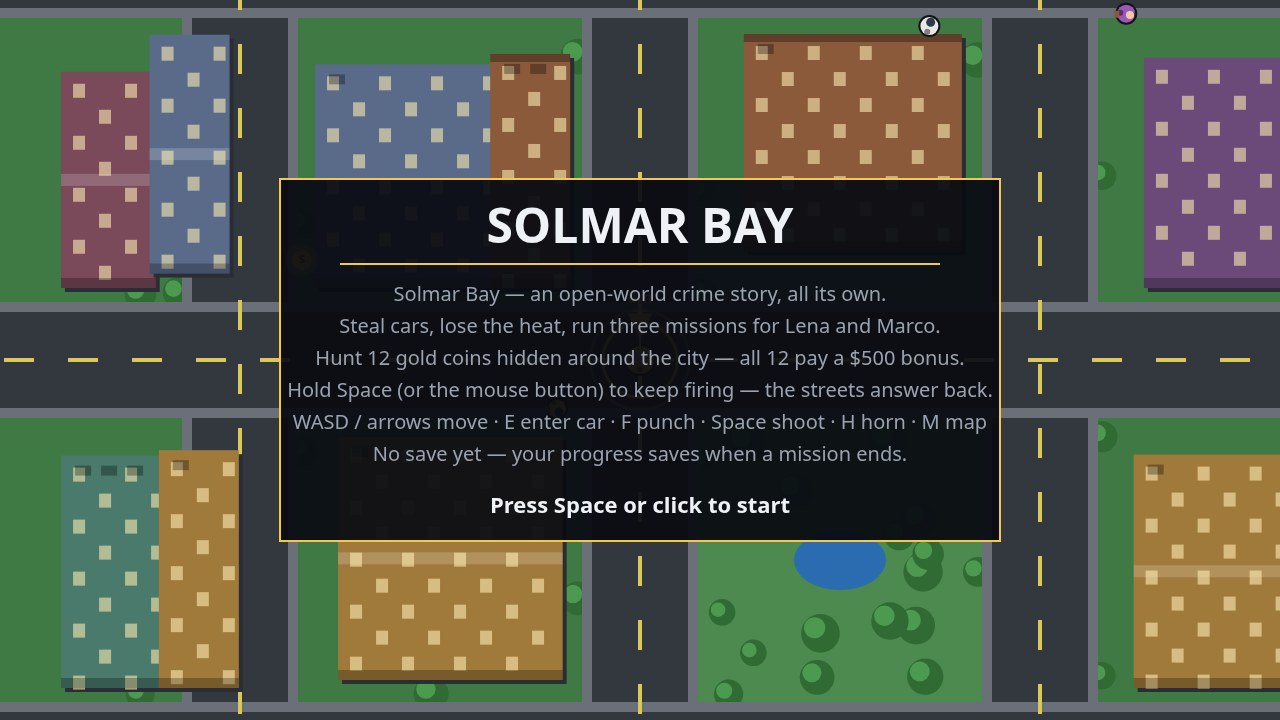 SOLMAR BAY
Solmar Bay — an open-world crime story, all its own.
Steal cars, lose the heat, run three missions for Lena and Marco.
Hunt 12 gold coins hidden around the city — all 12 pay a $500 bonus.
Hold Space (or the mouse button) to keep firing — the streets answer back.
WASD / arrows move · E enter car · F punch · Space shoot · H horn · M map
No save yet — your progress saves when a mission ends.
Press Space or click to start